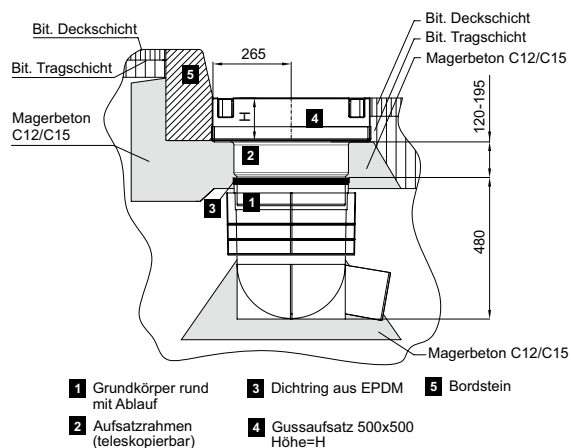 Bit. Deckschicht
Bit. Tragschicht
Magerbeton
C12/C15
5
265
H
4
Bit. Deckschicht
Bit. Tragschicht
Magerbeton C12/C15
120-195
2
3
1
480
Magerbeton C12/C15
1 Grundkörper rund
mit Ablauf
3 Dichtring aus EPDM
5 Bordstein
2 Aufsatzrahmen
(teleskopierbar)
4 Gussaufsatz 500x500
Höhe=H